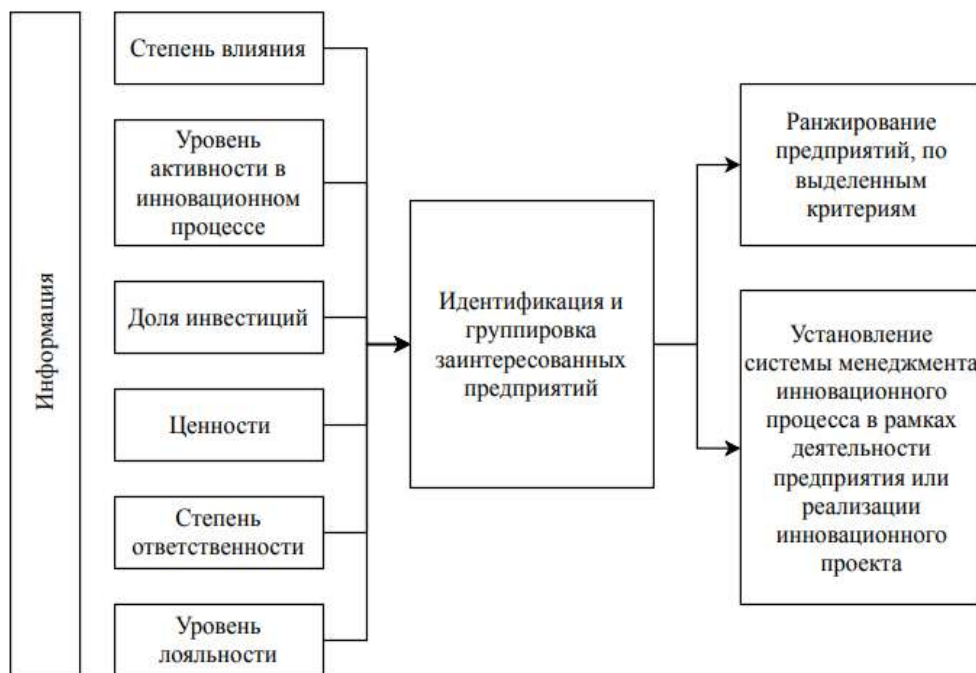 Информация
Степень влияния
Уровень
активности в
инновационном
процессе
Доля инвестиций
Ценности
Степень
ответственности
Уровень
лояльности
Идентификация и
группировка
заинтересованных
предприятий
Ранжирование
предприятий, по
выделенным
критериям
Установление
системы менеджмента
инновационного
процесса в рамках
деятельности
предприятия или
реализации
инновационного
проекта